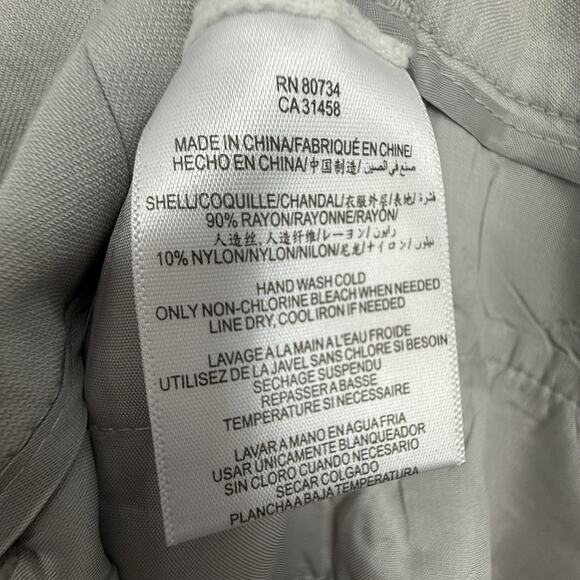 RN 80734
CA 31458
MADE IN CHINA/FABRIQUÉ EN CHINE/
HECHO EN CHINA/中国制造/ صنع في الصين/
SHELL/COQUILLE/CHANDAL/衣服外层/表地/ قشرة/
90% RAYON/RAYONNE/RAYON/
人造丝,人造纤维/レーヨン/ رايون/
10% NYLON/NYLON/NILON/尼龙/ナイロン/ نيلون/
HAND WASH COLD
ONLY NON-CHLORINE BLEACH WHEN NEEDED
LINE DRY, COOL IRON IF NEEDED
LAVAGE A LA MAIN A L'EAU FROIDE
UTILISEZ DE LA JAVEL SANS CHLORE SI BESOIN
SECHAGE SUSPENDU
REPASSER A BASSE
TEMPERATURE SI NECESSAIRE
LAVAR A MANO EN AGUA FRIA
USAR ÚNICAMENTE BLANQUEADOR
SIN CLORO CUANDO NECESARIO
SECAR COLGADO
PLANCHA A BAJA TEMPERATURA